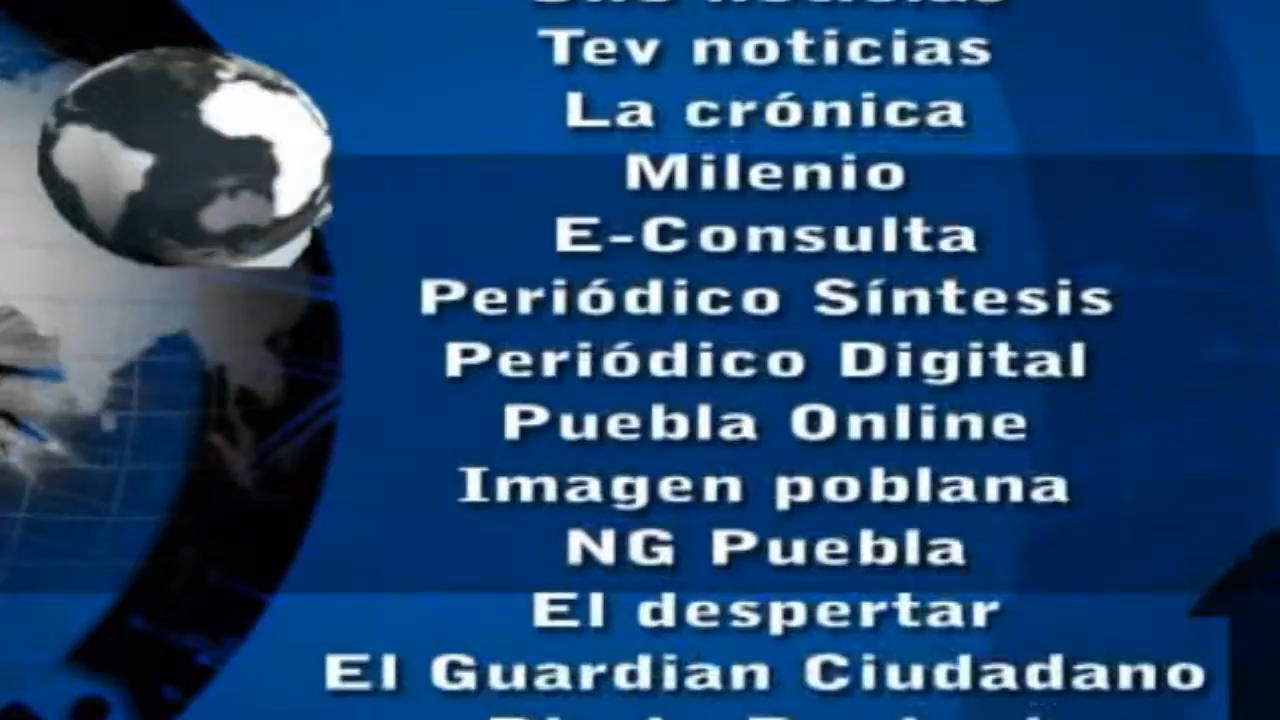 noticias
Tev noticias
La crónica
Milenio
E-Consulta
Periódico Síntesis
Periódico Digital
Puebla Online
Imagen poblana
NG Puebla
El despertar
El Guardian Ciudadano